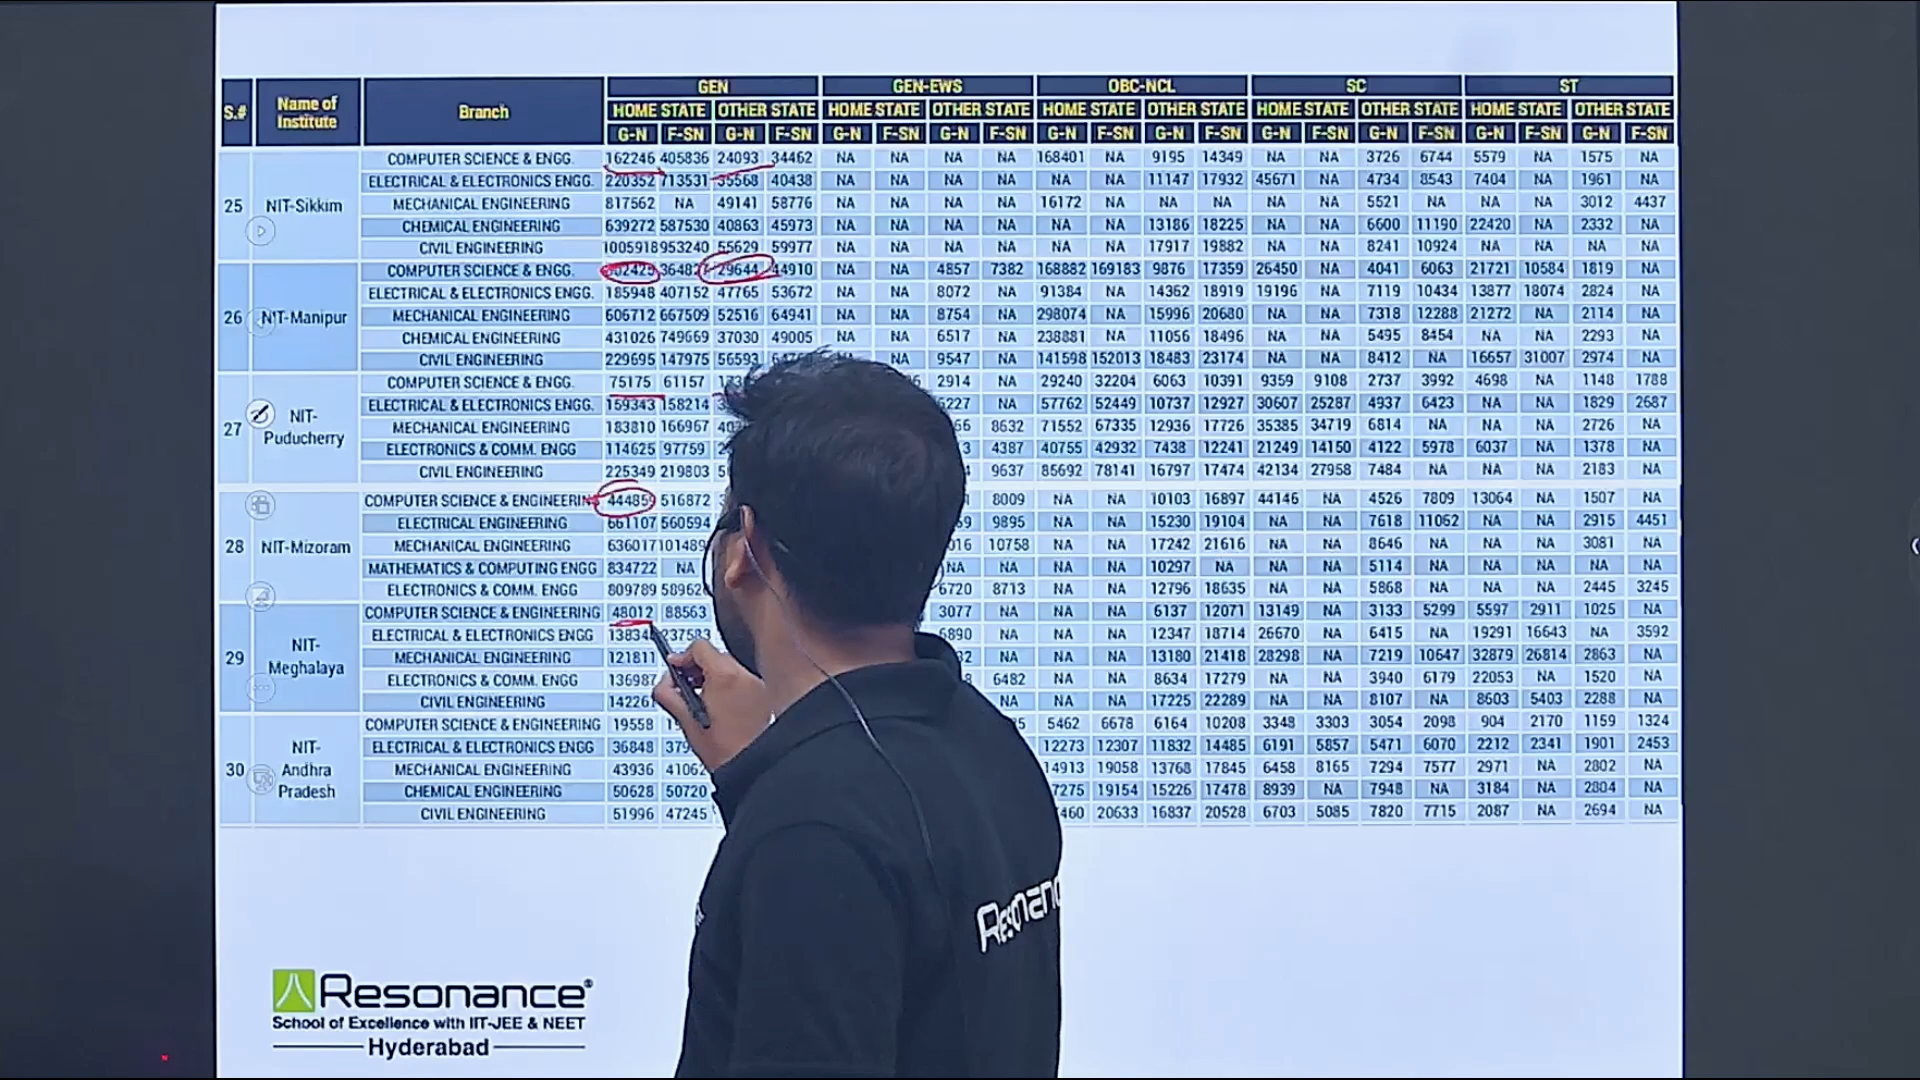 GEN GEN-EWS OBC-NCL SC ST
S.# Name of Institute Branch HOME STATE OTHER STATE HOME STATE OTHER STATE HOME STATE OTHER STATE HOME STATE OTHER STATE HOME STATE OTHER STATE
G-N F-SN G-N F-SN G-N F-SN G-N F-SN G-N F-SN G-N F-SN G-N F-SN G-N F-SN G-N F-SN G-N F-SN
25 NIT-Sikkim
COMPUTER SCIENCE & ENGG. 162246 405836 24093 34462 NA NA NA NA 168401 NA 9195 14349 NA NA 3726 6744 5579 NA 1575 NA
ELECTRICAL & ELECTRONICS ENGG. 220352 713531 35568 40438 NA NA NA NA NA NA 11147 17932 45671 NA 4734 8543 7404 NA 1961 NA
MECHANICAL ENGINEERING 817562 NA 49141 58776 NA NA NA NA 16172 NA NA NA NA NA 5521 NA NA NA 3012 4437
CHEMICAL ENGINEERING 639272 587530 40863 45973 NA NA NA NA NA NA 13186 18225 NA NA 6600 11190 22420 NA 2332 NA
CIVIL ENGINEERING 1005918 953240 55629 59977 NA NA NA NA NA NA 17917 19882 NA NA 8241 10924 NA NA NA NA
26 NIT-Manipur
COMPUTER SCIENCE & ENGG. 29644 44910 NA NA 4857 7382 168882 169183 9876 17359 26450 NA 4041 6063 21721 10584 1819 NA
ELECTRICAL & ELECTRONICS ENGG. 185948 407152 47765 53672 NA NA 8072 NA 91384 NA 14362 18919 19196 NA 7119 10434 13877 18074 2824 NA
MECHANICAL ENGINEERING 606712 667509 52516 64941 NA NA 8754 NA 298074 NA 15996 20680 NA NA 7318 12288 21272 NA 2114 NA
CHEMICAL ENGINEERING 431026 749669 37030 49005 NA NA 6517 NA 238881 NA 11056 18496 NA NA 5495 8454 NA NA 2293 NA
CIVIL ENGINEERING 229695 147975 56593 NA 9547 NA 141598 152013 18483 23174 NA NA 8412 NA 16657 31007 2974 NA
27 NIT-Puducherry
COMPUTER SCIENCE & ENGG. 75175 61157 2914 NA 29240 32204 6063 10391 9359 9108 2737 3992 4698 NA 1148 1788
ELECTRICAL & ELECTRONICS ENGG. 159343 158214 NA 57762 52449 10737 12927 30607 25287 4937 6423 NA NA 1829 2687
MECHANICAL ENGINEERING 183810 166967 8632 71552 67335 12936 17726 35385 34719 6814 NA NA NA 2726 NA
ELECTRONICS & COMM. ENGG 114625 97759 4387 40755 42932 7438 12241 21249 14150 4122 5978 6037 NA 1378 NA
CIVIL ENGINEERING 225349 219803 9637 85692 78141 16797 17474 42134 27958 7484 NA NA NA 2183 NA
28 NIT-Mizoram
COMPUTER SCIENCE & ENGINEERIN 444859 516872 8009 NA NA 10103 16897 44146 NA 4526 7809 13064 NA 1507 NA
ELECTRICAL ENGINEERING 661107 560594 9895 NA NA 15230 19104 NA NA 7618 11062 NA NA 2915 4451
MECHANICAL ENGINEERING 636017 10758 NA NA 17242 21616 NA NA 8646 NA NA NA 3081 NA
MATHEMATICS & COMPUTING ENGG 834722 NA NA NA NA NA 10297 NA NA NA 5114 NA NA NA NA NA
ELECTRONICS & COMM. ENGG 809789 6720 8713 NA NA 12796 18635 NA NA 5868 NA NA NA 2445 3245
29 NIT-Meghalaya
COMPUTER SCIENCE & ENGINEERING 48012 88563 3077 NA NA NA 6137 12071 13149 NA 3133 5299 5597 2911 1025 NA
ELECTRICAL & ELECTRONICS ENGG 237583 6890 NA NA NA 12347 18714 26670 NA 6415 NA 19291 16643 NA 3592
MECHANICAL ENGINEERING 121811 NA NA NA 13180 21418 28298 NA 7219 10647 32879 26814 2863 NA
ELECTRONICS & COMM. ENGG 136987 6482 NA NA 8634 17279 NA NA 3940 6179 22053 NA 1520 NA
CIVIL ENGINEERING NA NA NA 17225 22289 NA NA 8107 NA 8603 5403 2288 NA
30 NIT-Andhra Pradesh
COMPUTER SCIENCE & ENGINEERING 19558 5462 6678 6164 10208 3348 3303 3054 2098 904 2170 1159 1324
ELECTRICAL & ELECTRONICS ENGG 36848 12273 12307 11832 14485 6191 5857 5471 6070 2212 2341 1901 2453
MECHANICAL ENGINEERING 43936 41062 14913 19058 13768 17845 6458 8165 7294 7577 2971 NA 2802 NA
CHEMICAL ENGINEERING 50628 50720 19154 15226 17478 8939 NA 7948 NA 3184 NA 2804 NA
CIVIL ENGINEERING 51996 47245 20633 16837 20528 6703 5085 7820 7715 2087 NA 2694 NA
Resonance
School of Excellence with IIT-JEE & NEET
Hyderabad